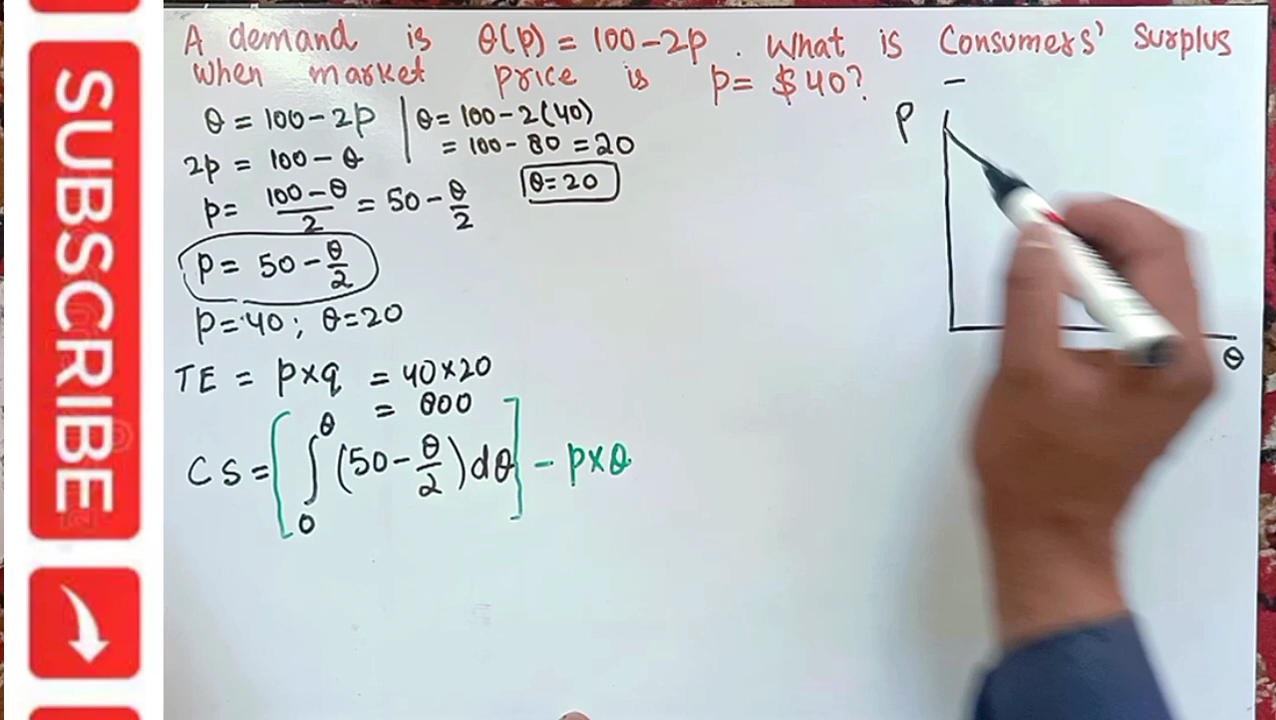 SUBSCRIBE
A demand is θ(p) = 100-2p. What is Consumers' Surplus
when market price is p= $40?
θ = 100-2p
2p = 100-θ
p= (100-θ)/2 = 50-θ/2
p= 50-θ/2
p=40; θ=20
θ=100-2(40)
= 100-80 = 20
θ=20
TE = p×q = 40×20
= 800
CS=[∫₀^θ (50-θ/2)dθ] - p×θ
p
θ